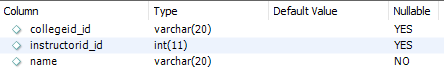 Column Type Default Value Nullable
collegeid_id varchar(20) YES
instructorid_id int(11) YES
name varchar(20) NO